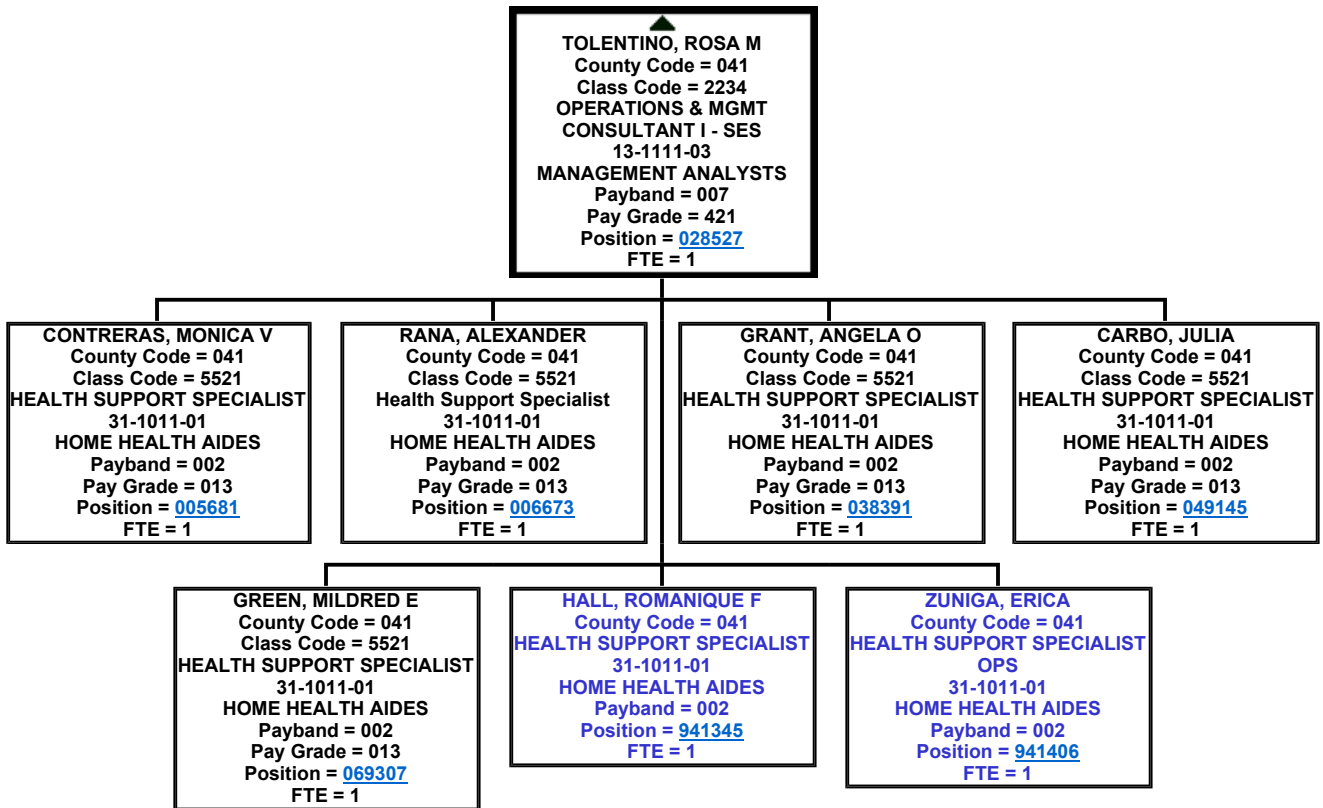 TOLENTINO, ROSA M
County Code = 041
Class Code = 2234
OPERATIONS & MGMT
CONSULTANT I - SES
13-1111-03
MANAGEMENT ANALYSTS
Payband = 007
Pay Grade = 421
Position = 028527
FTE = 1
CONTRERAS, MONICA V
County Code = 041
Class Code = 5521
HEALTH SUPPORT SPECIALIST
31-1011-01
HOME HEALTH AIDES
Payband = 002
Pay Grade = 013
Position = 005681
FTE = 1
RANA, ALEXANDER
County Code = 041
Class Code = 5521
Health Support Specialist
31-1011-01
HOME HEALTH AIDES
Payband = 002
Pay Grade = 013
Position = 006673
FTE = 1
GRANT, ANGELA O
County Code = 041
Class Code = 5521
HEALTH SUPPORT SPECIALIST
31-1011-01
HOME HEALTH AIDES
Payband = 002
Pay Grade = 013
Position = 038391
FTE = 1
CARBO, JULIA
County Code = 041
Class Code = 5521
HEALTH SUPPORT SPECIALIST
31-1011-01
HOME HEALTH AIDES
Payband = 002
Pay Grade = 013
Position = 049145
FTE = 1
GREEN, MILDRED E
County Code = 041
Class Code = 5521
HEALTH SUPPORT SPECIALIST
31-1011-01
HOME HEALTH AIDES
Payband = 002
Pay Grade = 013
Position = 069307
FTE = 1
HALL, ROMANIQUE F
County Code = 041
HEALTH SUPPORT SPECIALIST
31-1011-01
HOME HEALTH AIDES
Payband = 002
Position = 941345
FTE = 1
ZUNIGA, ERICA
County Code = 041
HEALTH SUPPORT SPECIALIST
OPS
31-1011-01
HOME HEALTH AIDES
Payband = 002
Position = 941406
FTE = 1